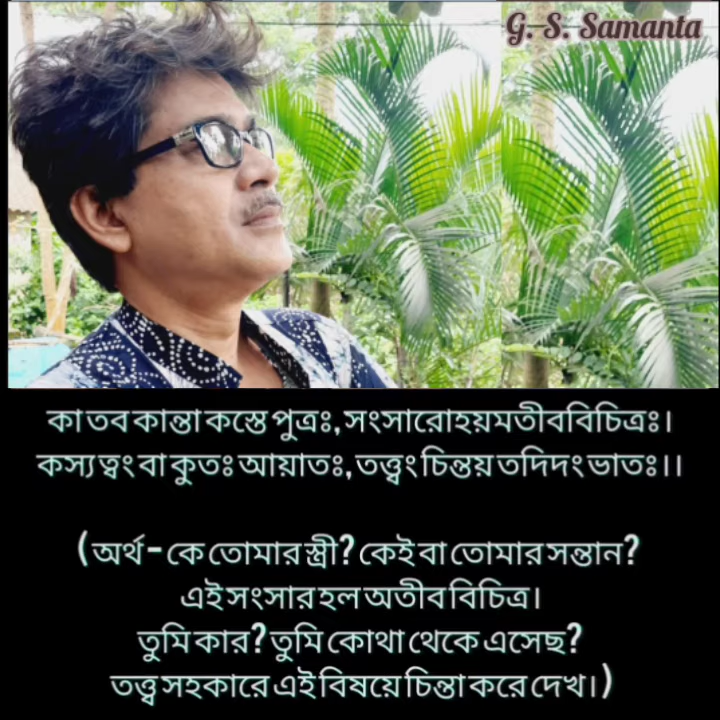 G. S. Samanta
কা তব কান্তা কস্তে পুত্রঃ, সংসারোহয়মতীববিচিত্রঃ।
কস্য ত্বং বা কুতঃ আয়াতঃ, তত্ত্বং চিন্তয় তদিদং ভাতঃ।।
(অর্থ - কে তোমার স্ত্রী? কেই বা তোমার সন্তান?
এই সংসার হল অতীব বিচিত্র।
তুমি কার? তুমি কোথা থেকে এসেছ?
তত্ত্ব সহকারে এই বিষয়ে চিন্তা করে দেখ।)